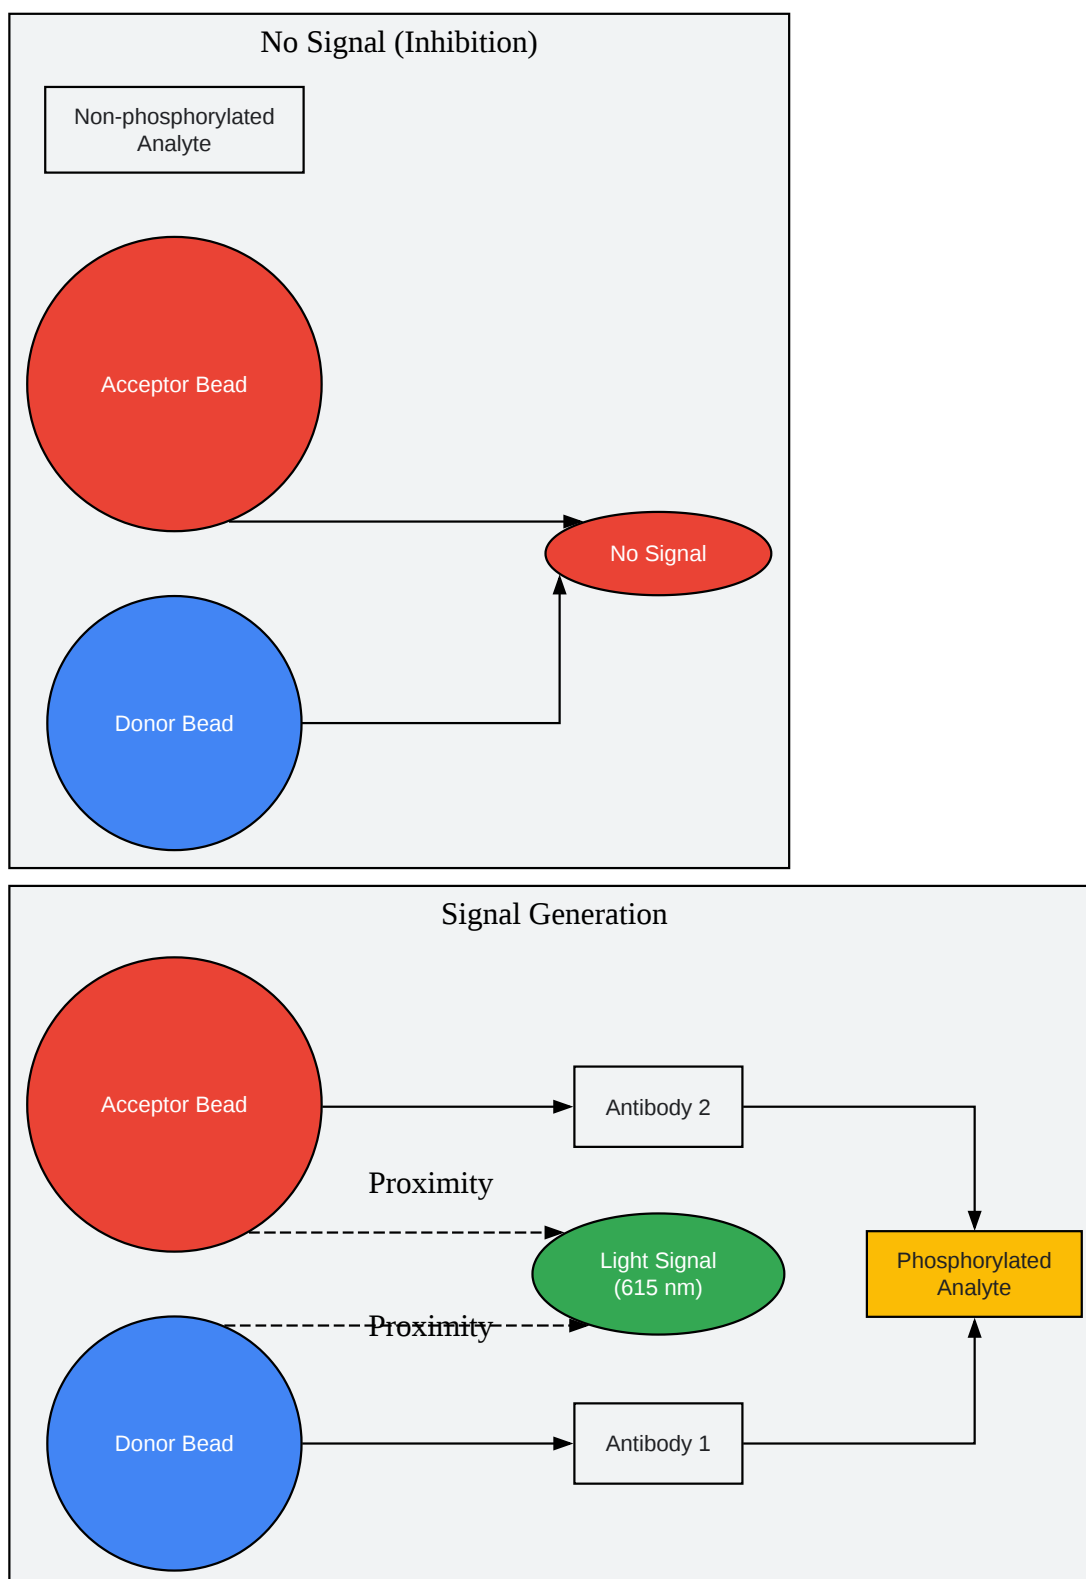 No Signal (Inhibition)
Non-phosphorylated
Analyte
Acceptor Bead
No Signal
Donor Bead
Signal Generation
Acceptor Bead
Antibody 2
Proximity
Light Signal
(615 nm)
Phosphorylated
Analyte
Proximity
Donor Bead
Antibody 1